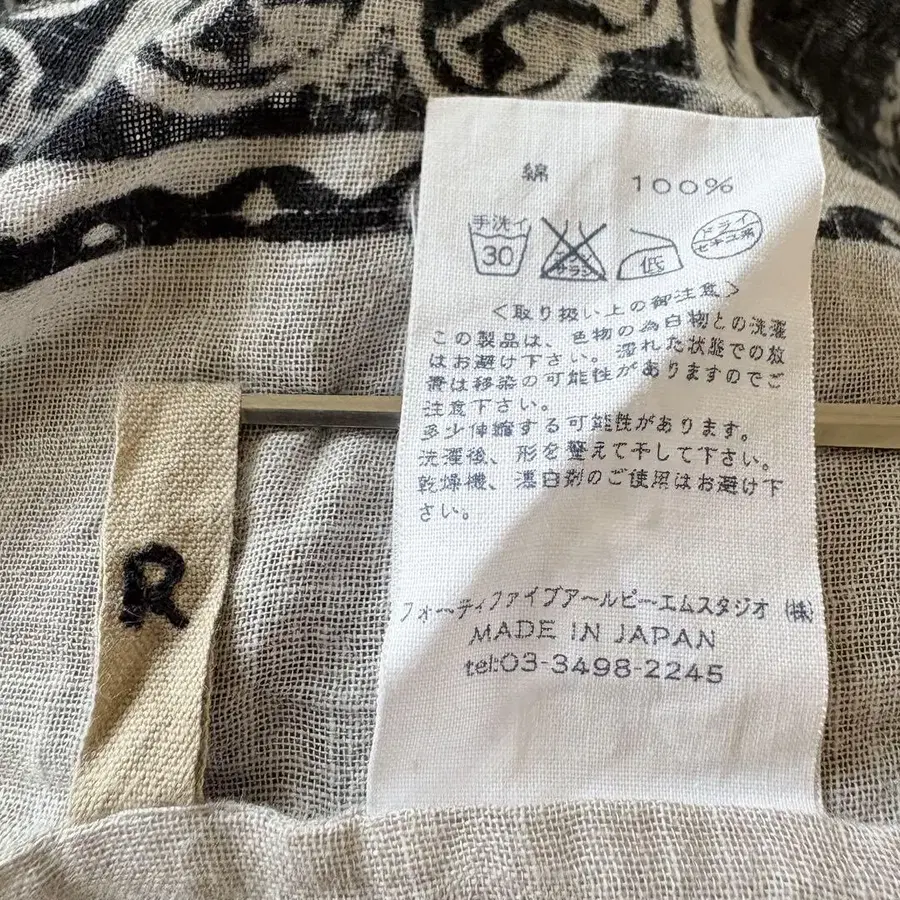 綿 100%
手洗イ
30
低
ドライ
セキユ系
<取り扱い上の御注意>
この製品は、色物の為白物との洗濯
はお避け下さい。濡れた状態での放
置は移染の可能性がありますのでご
注意下さい。
多少伸縮する可能性があります。
洗濯後、形を整えて干して下さい。
乾燥機、漂白剤のご使用はお避け下
さい。
フォーティファイブアールピーエムスタジオ(株)
MADE IN JAPAN
tel:03-3498-2245
R